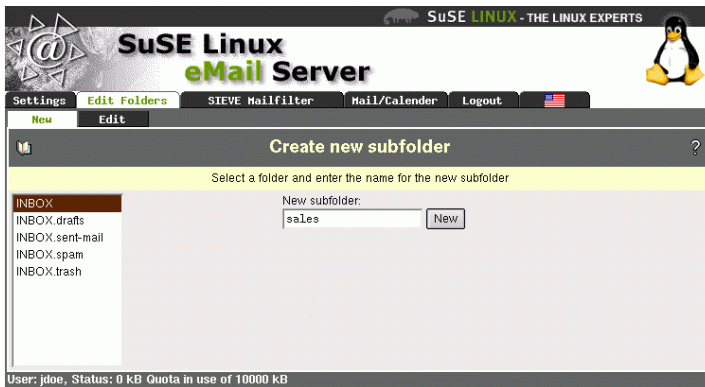 SuSE LINUX - THE LINUX EXPERTS
@
SuSE Linux
eMail Server
Settings Edit Folders SIEVE Mailfilter Mail/Calender Logout
New Edit
Create new subfolder ?
Select a folder and enter the name for the new subfolder
INBOX
INBOX.drafts
INBOX.sent-mail
INBOX.spam
INBOX.trash
New subfolder:
sales New
User: jdoe, Status: 0 kB Quota in use of 10000 kB